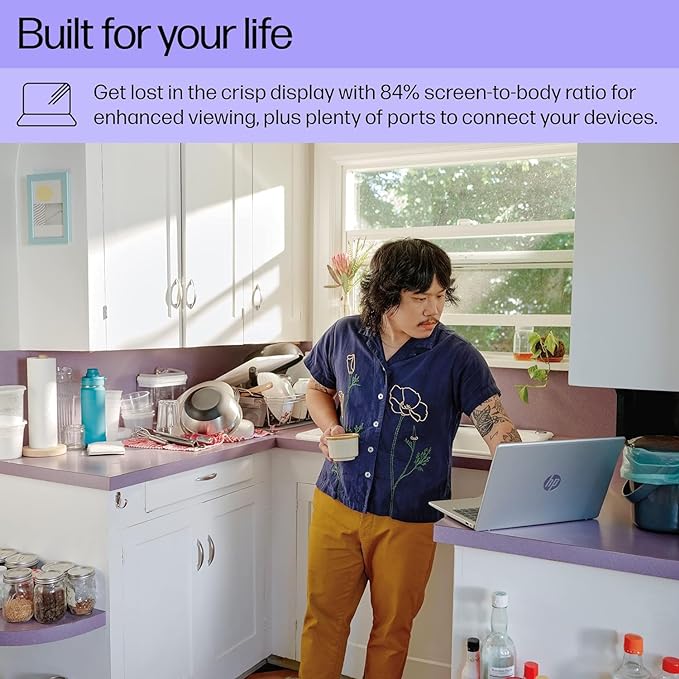 Built for your life
Get lost in the crisp display with 84% screen-to-body ratio for
enhanced viewing, plus plenty of ports to connect your devices.
hp